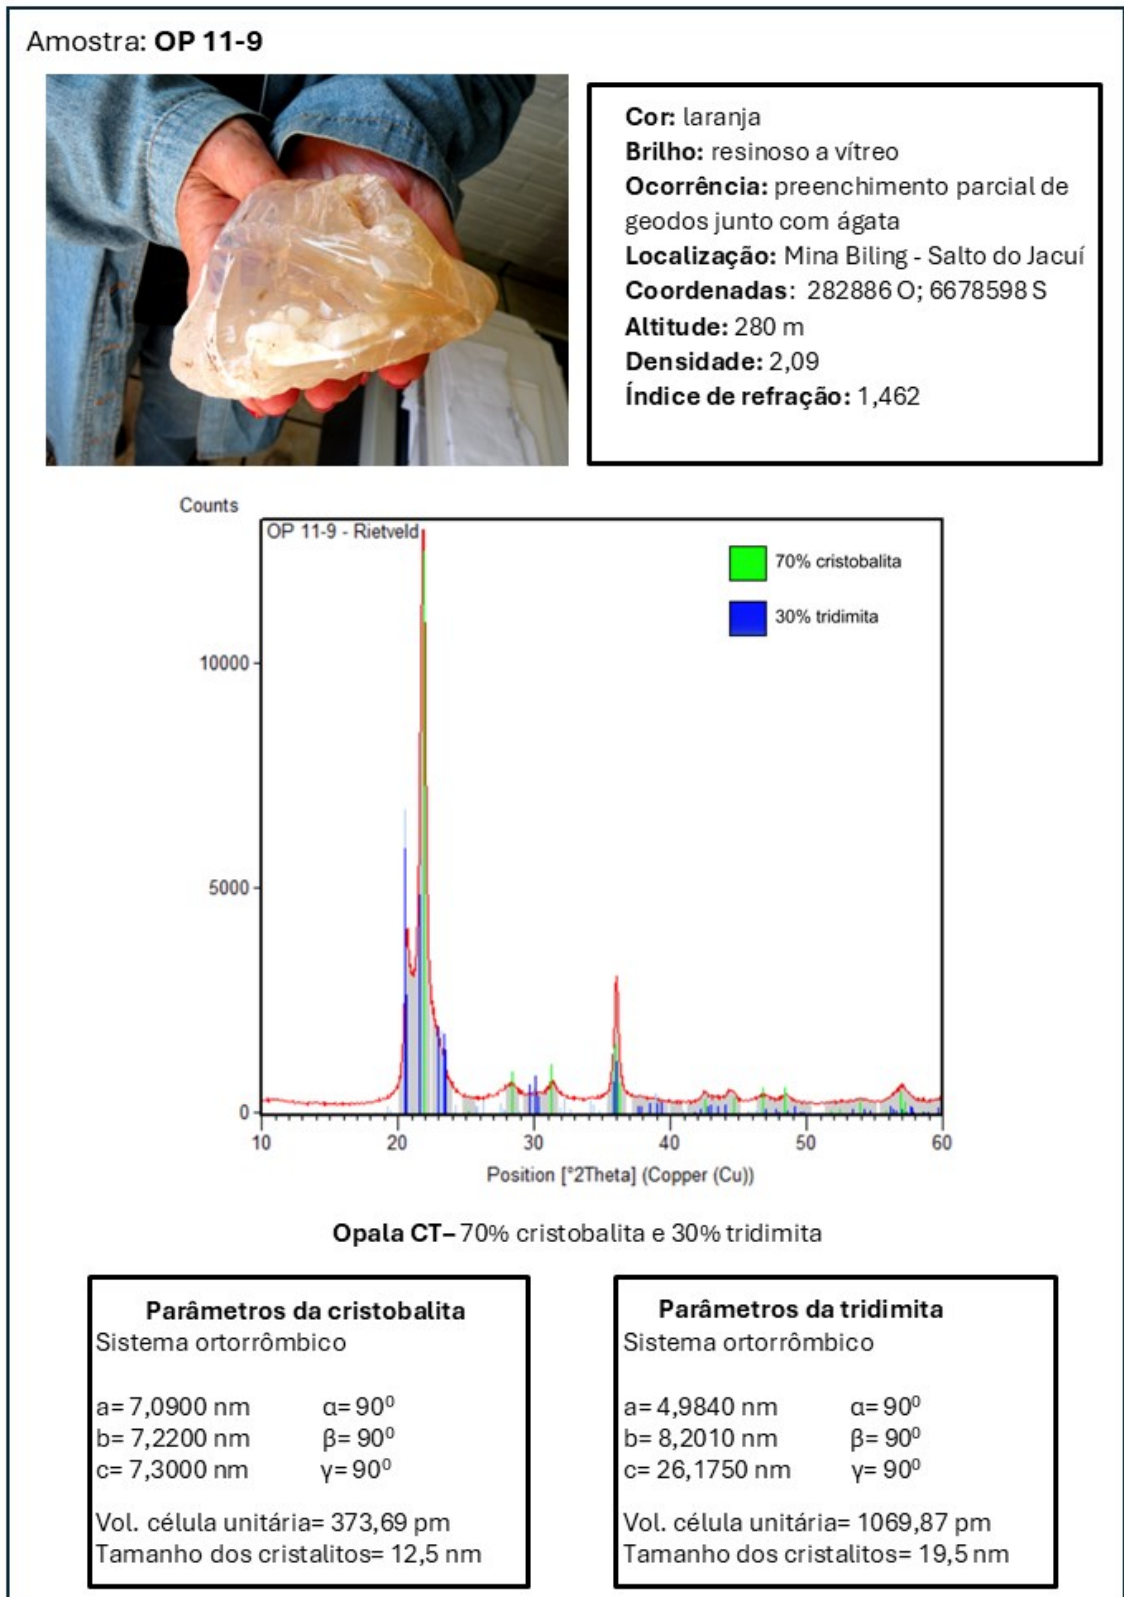 Amostra: OP 11-9
Cor: laranja
Brilho: resinoso a vítreo
Ocorrência: preenchimento parcial de
geodos junto com ágata
Localização: Mina Biling - Salto do Jacuí
Coordenadas: 282886 O; 6678598 S
Altitude: 280 m
Densidade: 2,09
Índice de refração: 1,462
Counts
OP 11-9 - Rietveld
70% cristobalita
30% tridimita
10000
5000
0
10 20 30 40 50 60
Position [°2Theta] (Copper (Cu))
Opala CT– 70% cristobalita e 30% tridimita
Parâmetros da cristobalita
Sistema ortorrômbico
a= 7,0900 nm α= 90⁰
b= 7,2200 nm β= 90⁰
c= 7,3000 nm γ= 90⁰
Vol. célula unitária= 373,69 pm
Tamanho dos cristalitos= 12,5 nm
Parâmetros da tridimita
Sistema ortorrômbico
a= 4,9840 nm α= 90⁰
b= 8,2010 nm β= 90⁰
c= 26,1750 nm γ= 90⁰
Vol. célula unitária= 1069,87 pm
Tamanho dos cristalitos= 19,5 nm